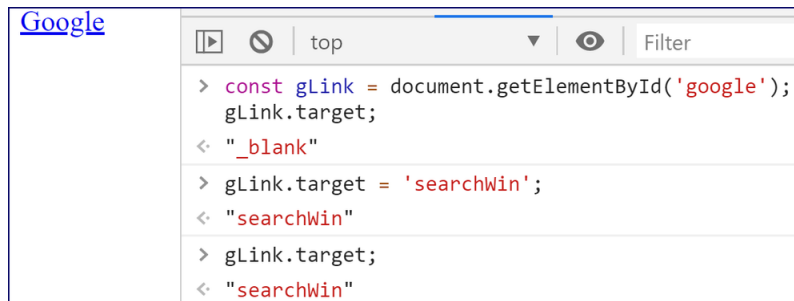 Google
top
Filter
> const gLink = document.getElementById('google');
gLink.target;
"_blank"
> gLink.target = 'searchWin';
"searchWin"
> gLink.target;
"searchWin"